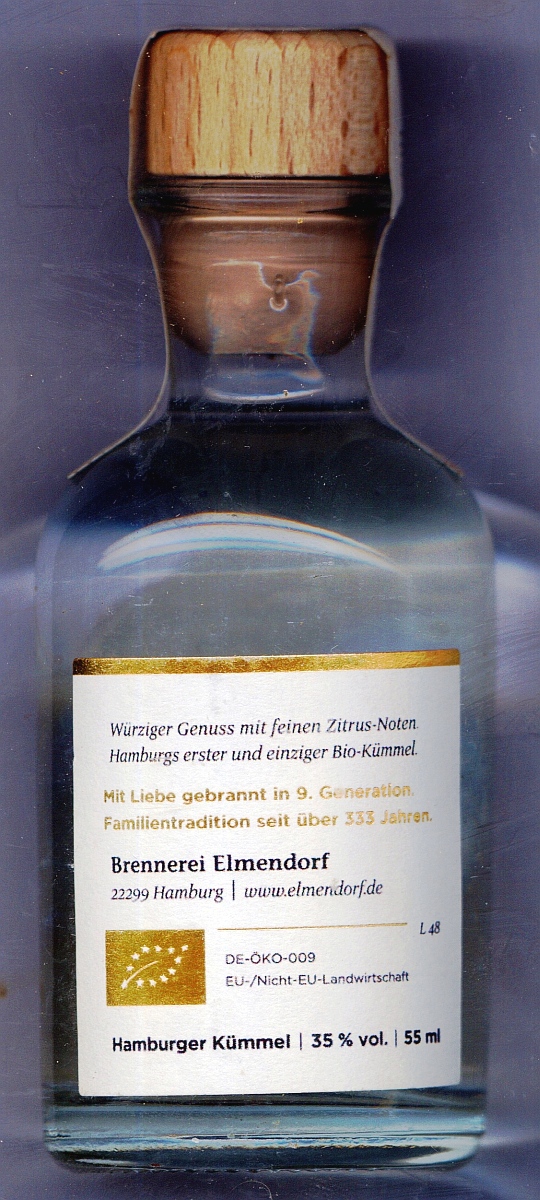 Würziger Genuss mit feinen Zitrus-Noten.
Hamburgs erster und einziger Bio-Kümmel.
Mit Liebe gebrannt in 9. Generation.
Familientradition seit über 333 Jahren.
Brennerei Elmendorf
22299 Hamburg | www.elmendorf.de
L 48
DE-ÖKO-009
EU-/Nicht-EU-Landwirtschaft
Hamburger Kümmel | 35 % vol. | 55 ml